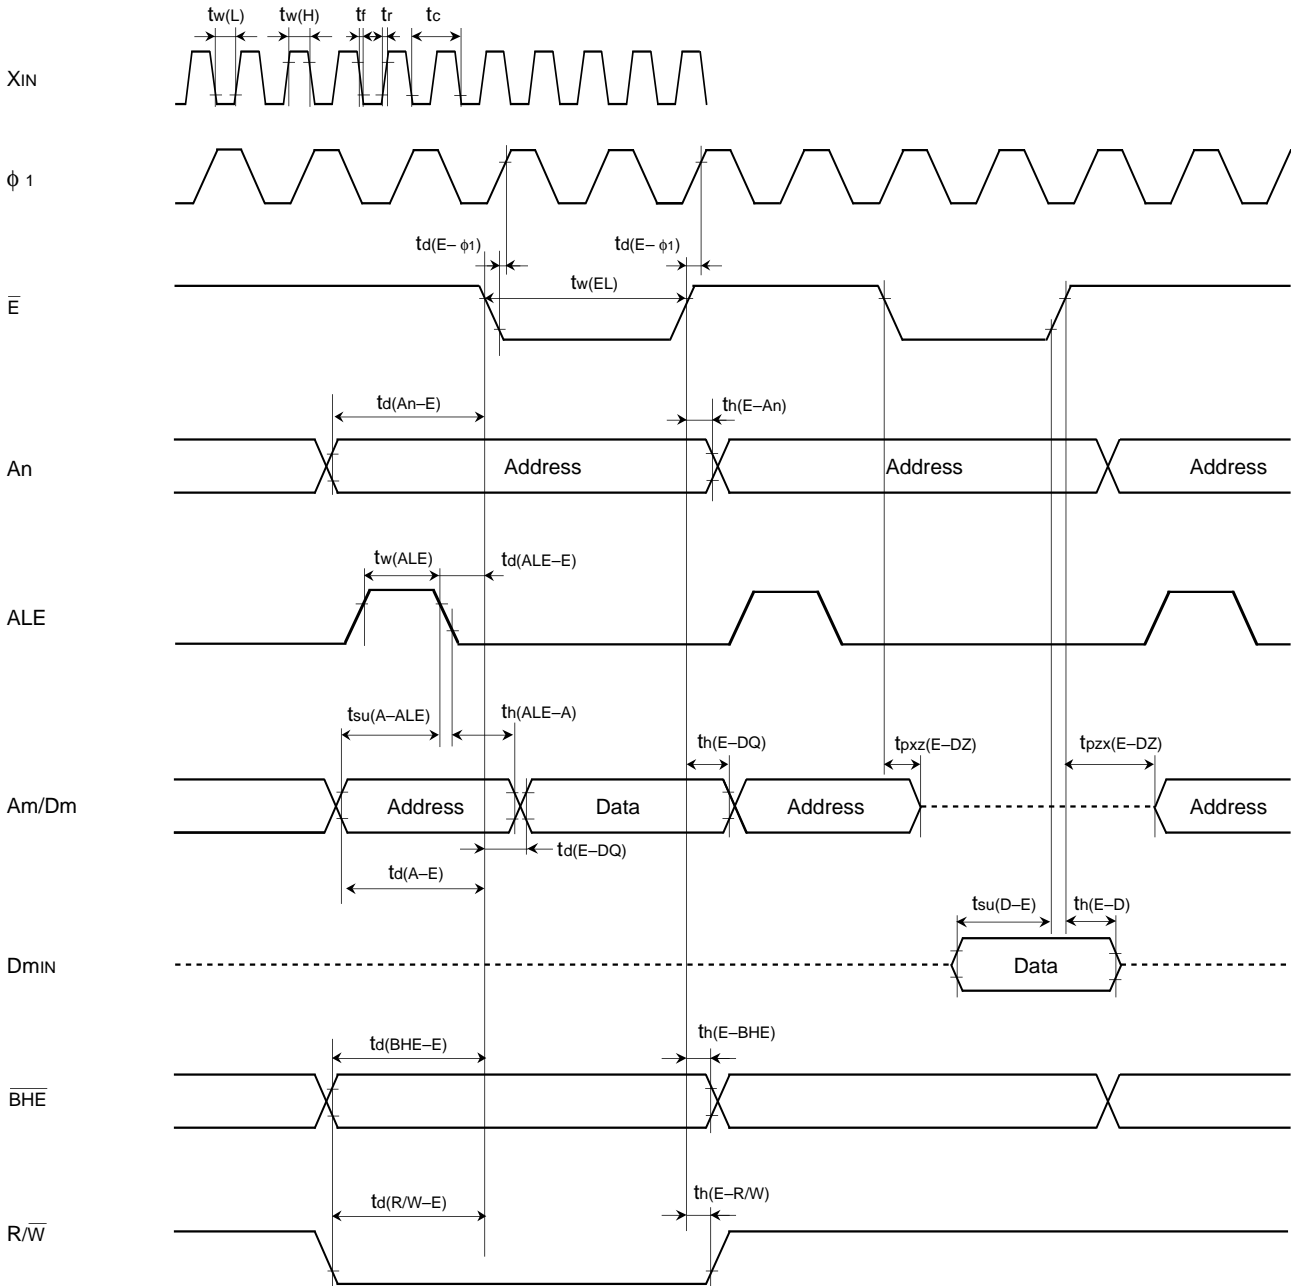 tw(L) tw(H) tf tr tc
XIN
ϕ 1
td(E– ϕ1) td(E– ϕ1)
tw(EL)
E̅
td(An–E) th(E–An)
An Address Address Address
tw(ALE) td(ALE–E)
ALE
tsu(A–ALE) th(ALE–A) th(E–DQ) tpxz(E–DZ) tpzx(E–DZ)
Am/Dm Address Data Address Address
td(E–DQ)
td(A–E)
tsu(D–E) th(E–D)
DmIN Data
td(BHE–E) th(E–BHE)
B̅H̅E̅
td(R/W–E) th(E–R/W)
R/W̅